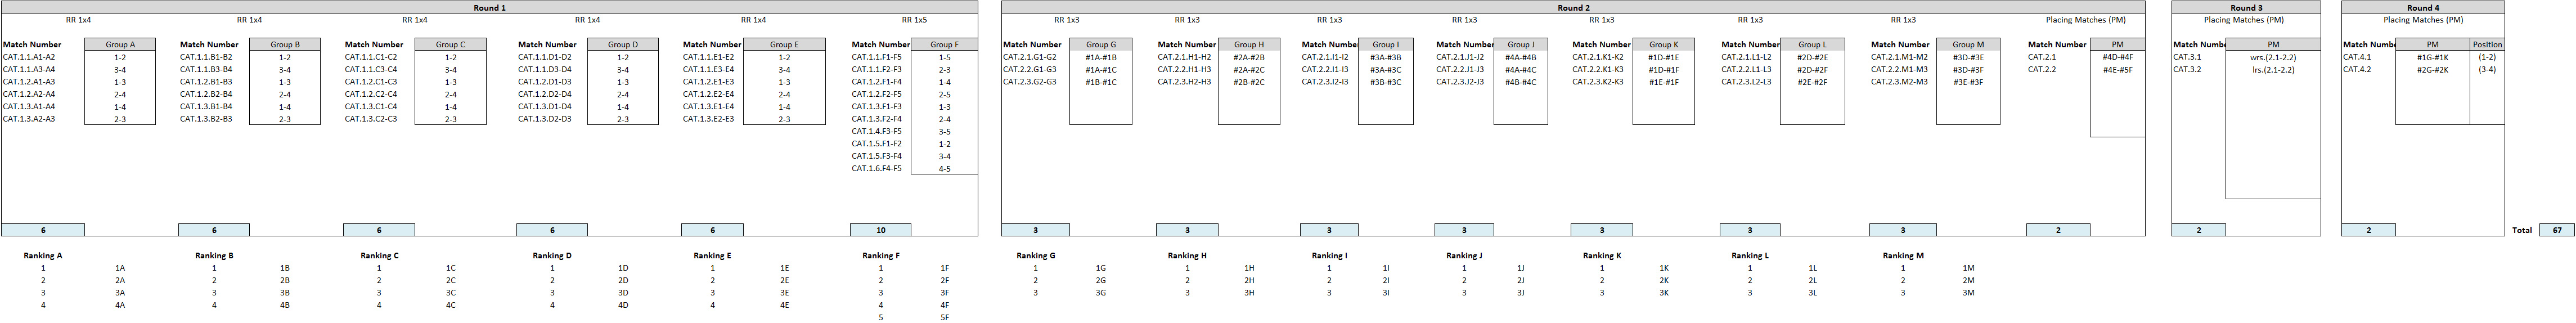 Round 1 Round 2 Round 3 Round 4
RR 1x4 RR 1x4 RR 1x4 RR 1x4 RR 1x4 RR 1x5 RR 1x3 RR 1x3 RR 1x3 RR 1x3 RR 1x3 RR 1x3 RR 1x3 Placing Matches (PM) Placing Matches (PM) Placing Matches (PM)
Match Number Group A Match Number Group B Match Number Group C Match Number Group D Match Number Group E Match Number Group F Match Number Group G Match Number Group H Match Number Group I Match Number Group J Match Number Group K Match Number Group L Match Number Group M Match Number PM Match Numbe PM Match Numbe PM Position
CAT.1.1.A1-A2 1-2 CAT.1.1.B1-B2 1-2 CAT.1.1.C1-C2 1-2 CAT.1.1.D1-D2 1-2 CAT.1.1.E1-E2 1-2 CAT.1.1.F1-F5 1-5 CAT.2.1.G1-G2 #1A-#1B CAT.2.1.H1-H2 #2A-#2B CAT.2.1.I1-I2 #3A-#3B CAT.2.1.J1-J2 #4A-#4B CAT.2.1.K1-K2 #1D-#1E CAT.2.1.L1-L2 #2D-#2E CAT.2.1.M1-M2 #3D-#3E CAT.2.1 #4D-#4F CAT.3.1 wrs.(2.1-2.2) CAT.4.1 #1G-#1K (1-2)
CAT.1.1.A3-A4 3-4 CAT.1.1.B3-B4 3-4 CAT.1.1.C3-C4 3-4 CAT.1.1.D3-D4 3-4 CAT.1.1.E3-E4 3-4 CAT.1.1.F2-F3 2-3 CAT.2.2.G1-G3 #1A-#1C CAT.2.2.H1-H3 #2A-#2C CAT.2.2.I1-I3 #3A-#3C CAT.2.2.J1-J3 #4A-#4C CAT.2.2.K1-K3 #1D-#1F CAT.2.2.L1-L3 #2D-#2F CAT.2.2.M1-M3 #3D-#3F CAT.2.2 #4E-#5F CAT.3.2 lrs.(2.1-2.2) CAT.4.2 #2G-#2K (3-4)
CAT.1.2.A1-A3 1-3 CAT.1.2.B1-B3 1-3 CAT.1.2.C1-C3 1-3 CAT.1.2.D1-D3 1-3 CAT.1.2.E1-E3 1-3 CAT.1.2.F1-F4 1-4 CAT.2.3.G2-G3 #1B-#1C CAT.2.3.H2-H3 #2B-#2C CAT.2.3.I2-I3 #3B-#3C CAT.2.3.J2-J3 #4B-#4C CAT.2.3.K2-K3 #1E-#1F CAT.2.3.L2-L3 #2E-#2F CAT.2.3.M2-M3 #3E-#3F
CAT.1.2.A2-A4 2-4 CAT.1.2.B2-B4 2-4 CAT.1.2.C2-C4 2-4 CAT.1.2.D2-D4 2-4 CAT.1.2.E2-E4 2-4 CAT.1.2.F2-F5 2-5
CAT.1.3.A1-A4 1-4 CAT.1.3.B1-B4 1-4 CAT.1.3.C1-C4 1-4 CAT.1.3.D1-D4 1-4 CAT.1.3.E1-E4 1-4 CAT.1.3.F1-F3 1-3
CAT.1.3.A2-A3 2-3 CAT.1.3.B2-B3 2-3 CAT.1.3.C2-C3 2-3 CAT.1.3.D2-D3 2-3 CAT.1.3.E2-E3 2-3 CAT.1.3.F2-F4 2-4
CAT.1.4.F3-F5 3-5
CAT.1.5.F1-F2 1-2
CAT.1.5.F3-F4 3-4
CAT.1.6.F4-F5 4-5
6 6 6 6 6 10 3 3 3 3 3 3 3 2 2 2 Total 67
Ranking A Ranking B Ranking C Ranking D Ranking E Ranking F Ranking G Ranking H Ranking I Ranking J Ranking K Ranking L Ranking M
1 1A 1 1B 1 1C 1 1D 1 1E 1 1F 1 1G 1 1H 1 1I 1 1J 1 1K 1 1L 1 1M
2 2A 2 2B 2 2C 2 2D 2 2E 2 2F 2 2G 2 2H 2 2I 2 2J 2 2K 2 2L 2 2M
3 3A 3 3B 3 3C 3 3D 3 3E 3 3F 3 3G 3 3H 3 3I 3 3J 3 3K 3 3L 3 3M
4 4A 4 4B 4 4C 4 4D 4 4E 4 4F
5 5F